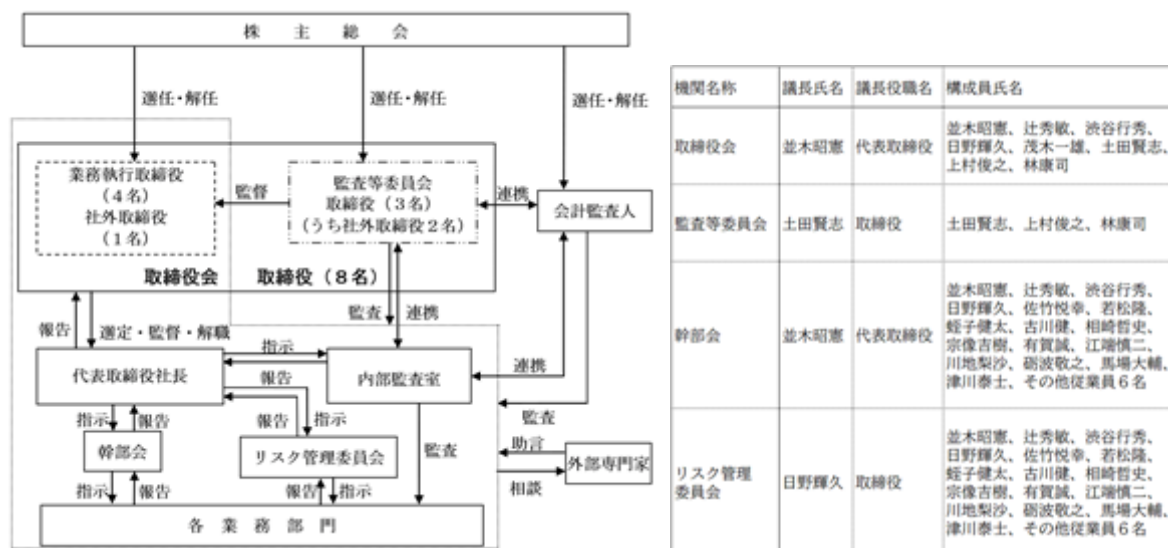 株主総会
選任・解任
選任・解任
選任・解任
業務執行取締役
(4名)
社外取締役
(1名)
監督
監査等委員会
取締役(3名)
(うち社外取締役2名)
連携
会計監査人
取締役会 取締役(8名)
報告
選定・監督・解職
監査
連携
代表取締役社長
指示
報告
指示
内部監査室
連携
監査
指示
報告
幹部会
報告
リスク管理委員会
監査
助言
外部専門家
相談
指示
報告
報告
指示
各業務部門
機関名称 議長氏名 議長役職名 構成員氏名
取締役会 並木昭憲 代表取締役
並木昭憲、辻秀敏、渋谷行秀、
日野輝久、茂木一雄、土田賢志、
上村俊之、林康司
監査等委員会 土田賢志 取締役 土田賢志、上村俊之、林康司
幹部会 並木昭憲 代表取締役
並木昭憲、辻秀敏、渋谷行秀、
日野輝久、佐竹悦幸、若松隆、
蛭子健太、古川健、相崎哲史、
宗像吉樹、有賀誠、江端慎二、
川地梨沙、砺波敬之、馬場大輔、
津川泰士、その他従業員6名
リスク管理
委員会
日野輝久 取締役
並木昭憲、辻秀敏、渋谷行秀、
日野輝久、佐竹悦幸、若松隆、
蛭子健太、古川健、相崎哲史、
宗像吉樹、有賀誠、江端慎二、
川地梨沙、砺波敬之、馬場大輔、
津川泰士、その他従業員6名